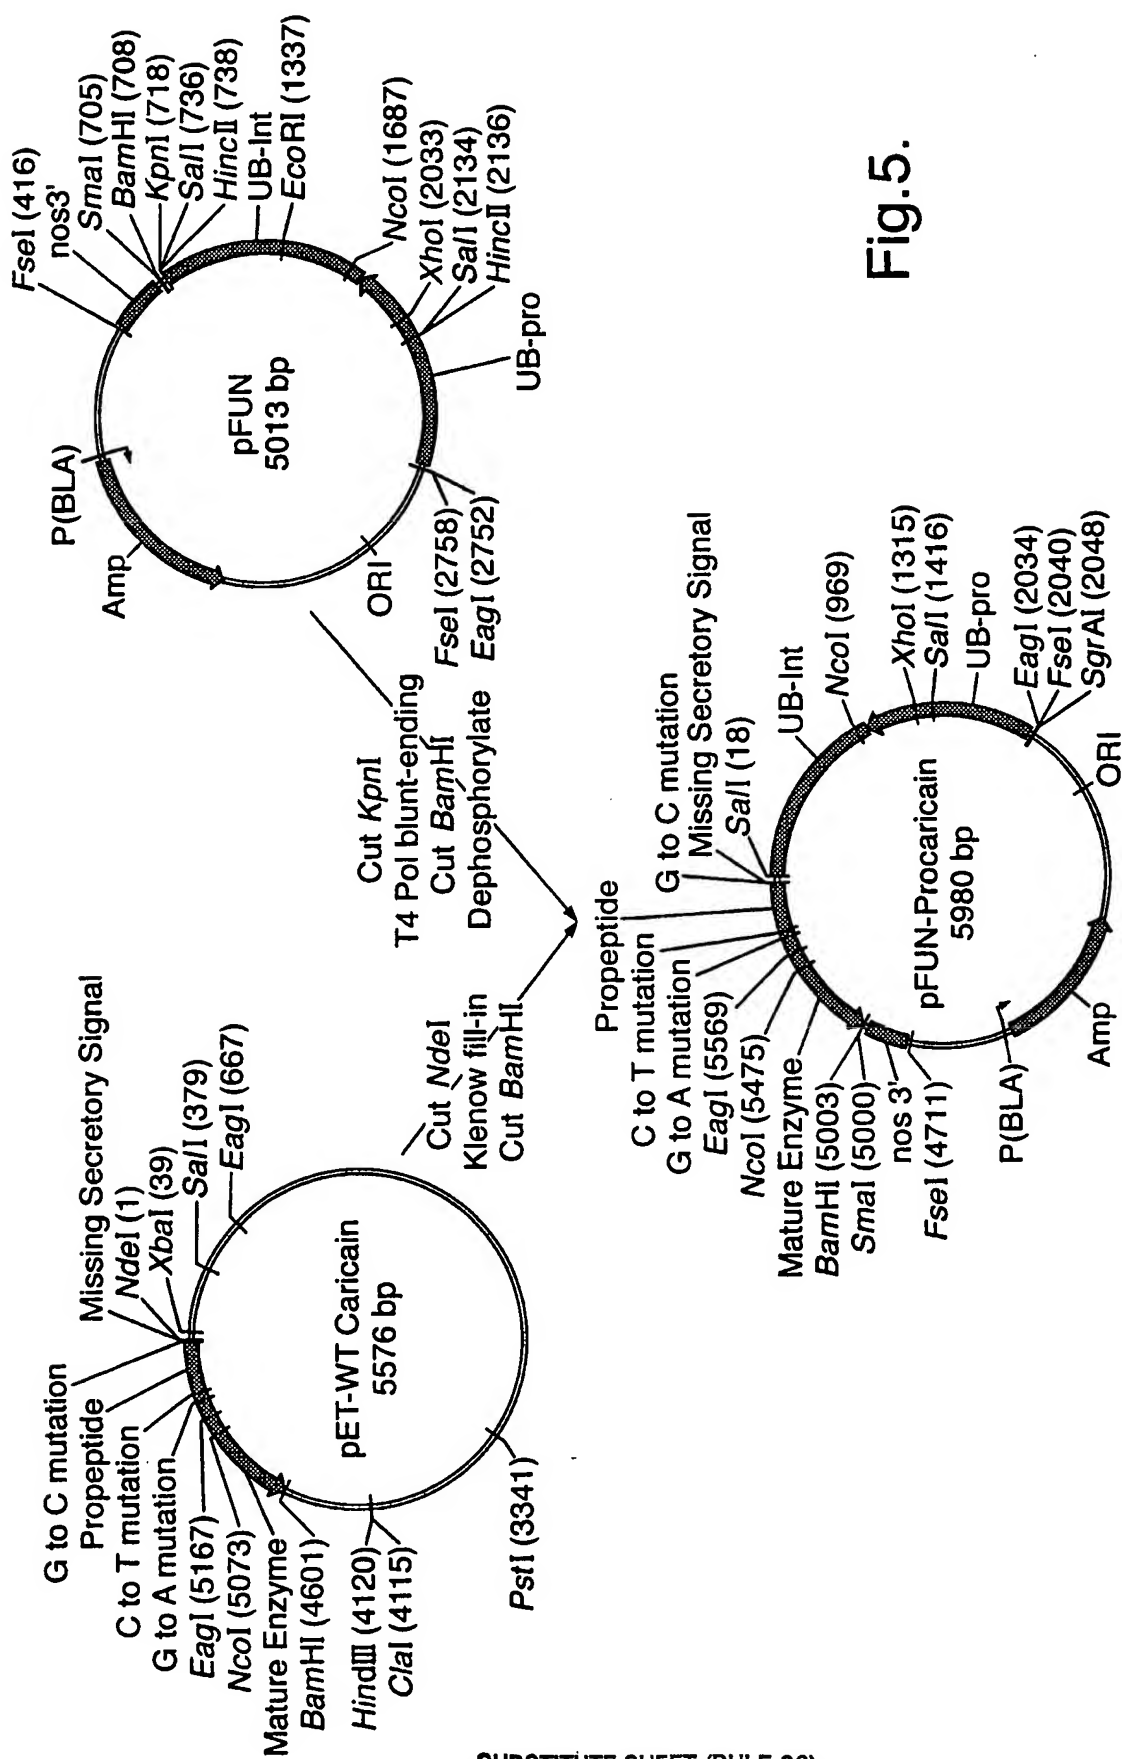 G to C mutation
Propeptide
C to T mutation
G to A mutation
EagI (5167)
NcoI (5073)
Mature Enzyme
BamHI (4601)
HindIII (4120)
ClaI (4115)
PstI (3341)
Missing Secretory Signal
NdeI (1)
XbaI (39)
SalI (379)
EagI (667)
pET-WT Caricain
5576 bp
Cut NdeI
Klenow fill-in
Cut BamHI
P(BLA)
Amp
ORI
FseI (2758)
EagI (2752)
FseI (416)
nos3'
SmaI (705)
BamHI (708)
KpnI (718)
SalI (736)
HincII (738)
UB-Int
EcoRI (1337)
NcoI (1687)
XhoI (2033)
SalI (2134)
HincII (2136)
UB-pro
pFUN
5013 bp
Cut KpnI
T4 Pol blunt-ending
Cut BamHI
Dephosphorylate
Propeptide
C to T mutation
G to A mutation
EagI (5569)
NcoI (5475)
Mature Enzyme
BamHI (5003)
SmaI (5000)
nos 3'
FseI (4711)
P(BLA)
Amp
G to C mutation
Missing Secretory Signal
SalI (18)
UB-Int
NcoI (969)
XhoI (1315)
SalI (1416)
UB-pro
EagI (2034)
FseI (2040)
SgrAI (2048)
ORI
pFUN-Procaricain
5980 bp
Fig.5.
SUBSTITUTE SHEET (RULE 26)